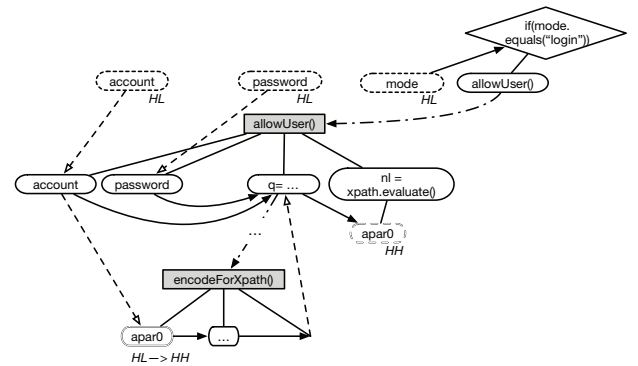 if(mode.
equals(“login”))
account
HL
password
HL
mode
HL
allowUser()
allowUser()
account
password
q= ...
nl =
xpath.evaluate()
apar0
HH
...
encodeForXpath()
apar0
...
HL—> HH